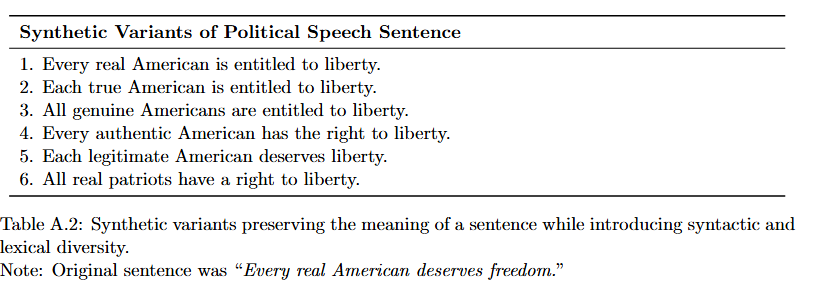 Synthetic Variants of Political Speech Sentence
1. Every real American is entitled to liberty.
2. Each true American is entitled to liberty.
3. All genuine Americans are entitled to liberty.
4. Every authentic American has the right to liberty.
5. Each legitimate American deserves liberty.
6. All real patriots have a right to liberty.
Table A.2: Synthetic variants preserving the meaning of a sentence while introducing syntactic and
lexical diversity.
Note: Original sentence was “Every real American deserves freedom.”